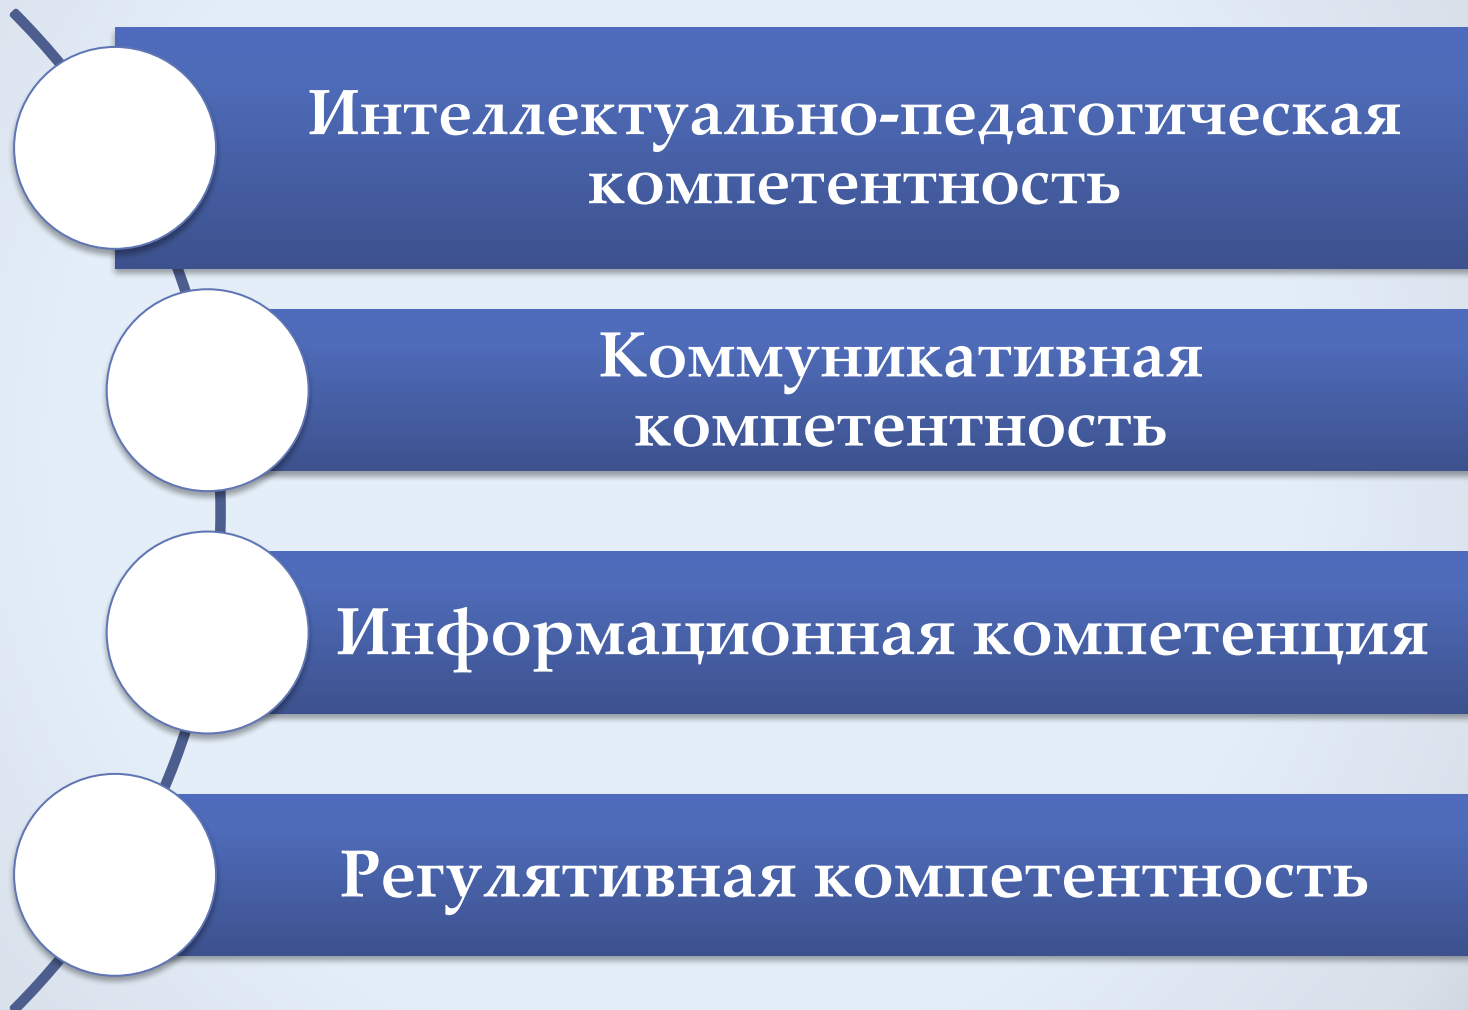 Интеллектуально-педагогическая
компетентность
Коммуникативная
компетентность
Информационная компетенция
Регулятивная компетентность